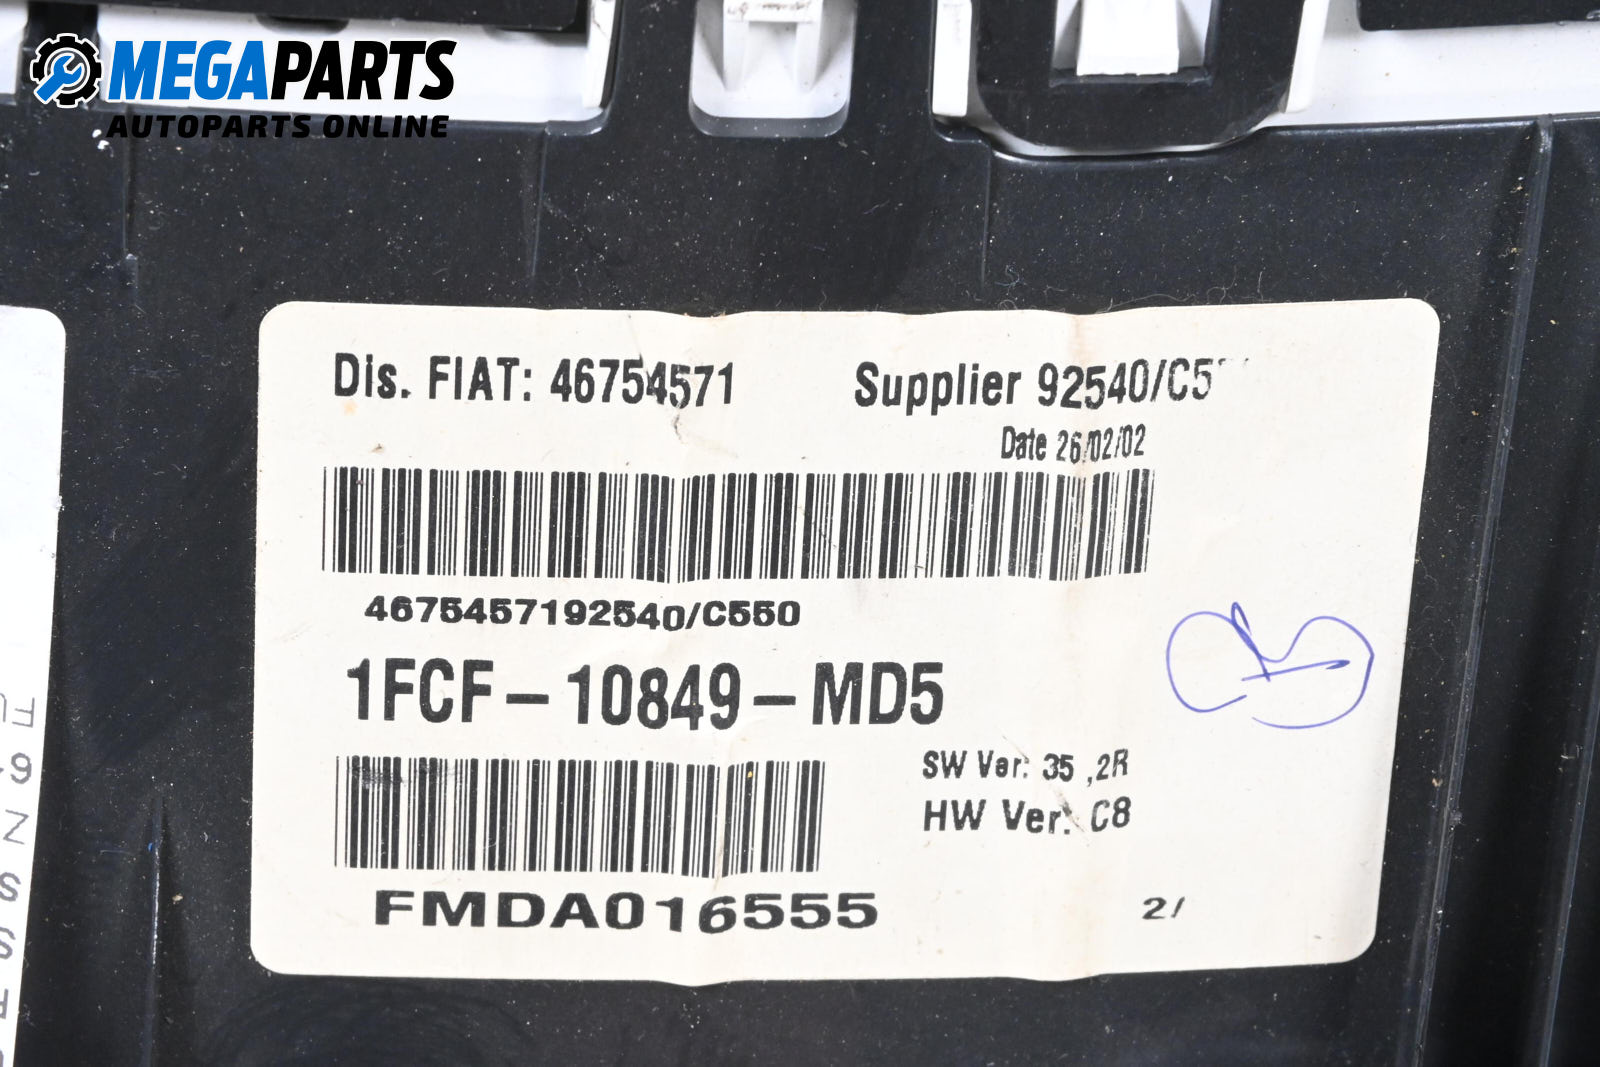 MEGAPARTS
AUTOPARTS ONLINE
Dis. FIAT: 46754571
Supplier 92540/C5
Date 26/02/02
4675457192540/C550
1FCF-10849-MD5
SW Ver: 35 ,2R
HW Ver: C8
FMDA016555
2/